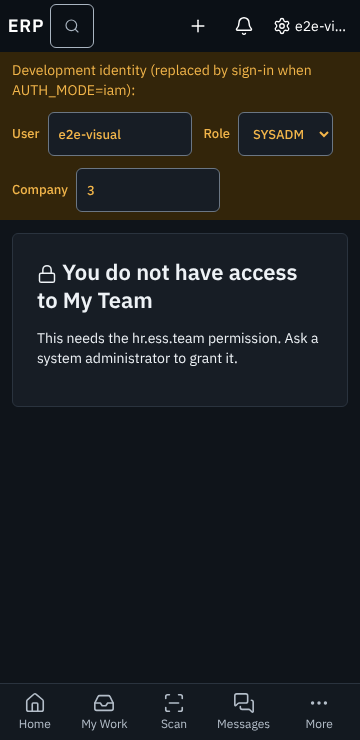 ERP
e2e-vi...
Development identity (replaced by sign-in when
AUTH_MODE=iam):
User e2e-visual Role SYSADM
Company 3
You do not have access
to My Team
This needs the hr.ess.team permission. Ask a
system administrator to grant it.
Home My Work Scan Messages More